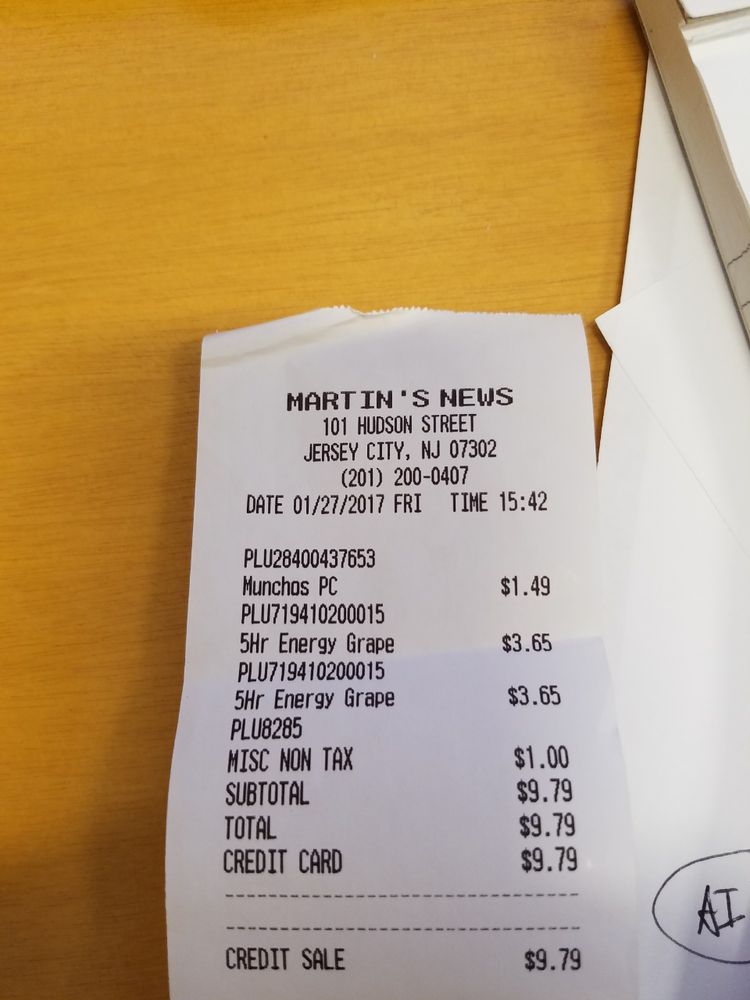 MARTIN'S NEWS
101 HUDSON STREET
JERSEY CITY, NJ 07302
(201) 200-0407
DATE 01/27/2017 FRI TIME 15:42
PLU28400437653
Munchos PC $1.49
PLU719410200015
5Hr Energy Grape $3.65
PLU719410200015
5Hr Energy Grape $3.65
PLU8285
MISC NON TAX $1.00
SUBTOTAL $9.79
TOTAL $9.79
CREDIT CARD $9.79
CREDIT SALE $9.79
AI